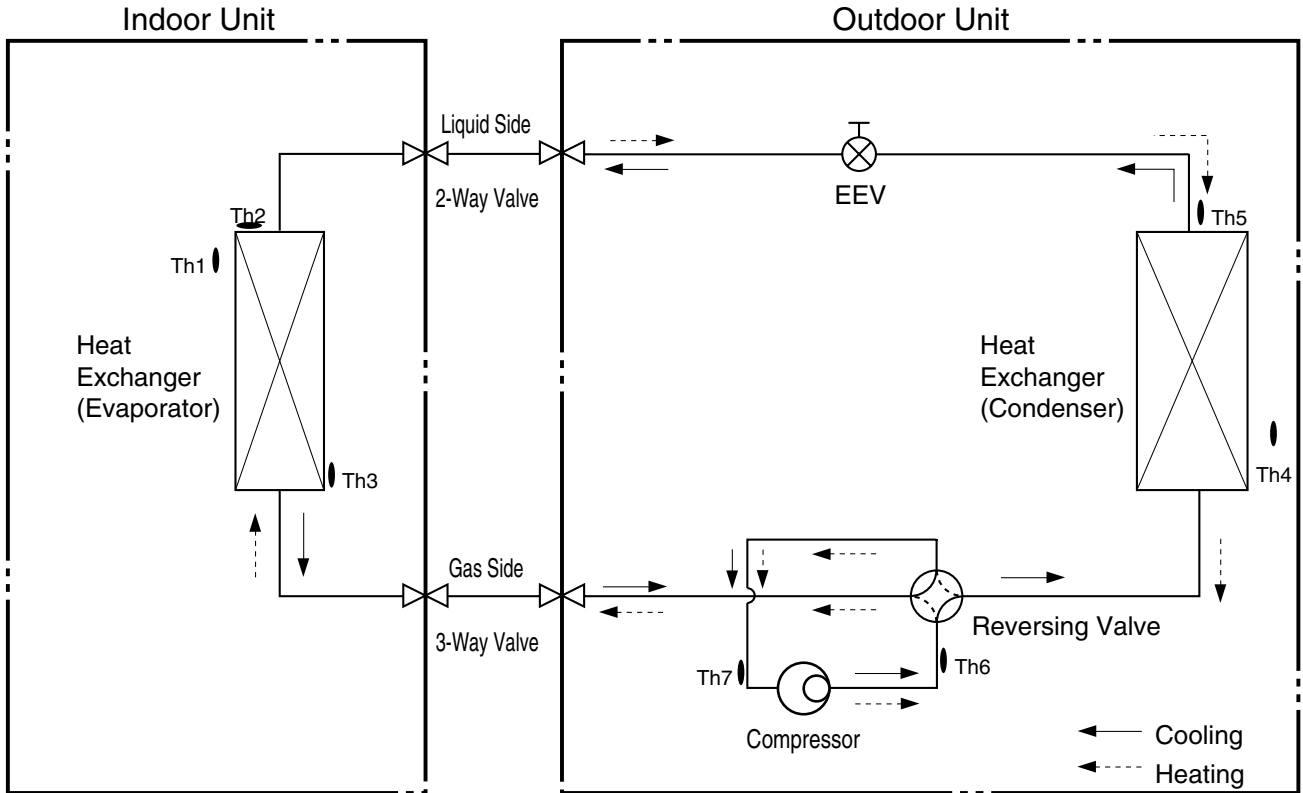 Indoor Unit
Outdoor Unit
Liquid Side
2-Way Valve
EEV
Th2
Th1
Th5
Heat
Exchanger
(Evaporator)
Heat
Exchanger
(Condenser)
Th3
Th4
Gas Side
3-Way Valve
Reversing Valve
Th7
Th6
Compressor
Cooling
Heating